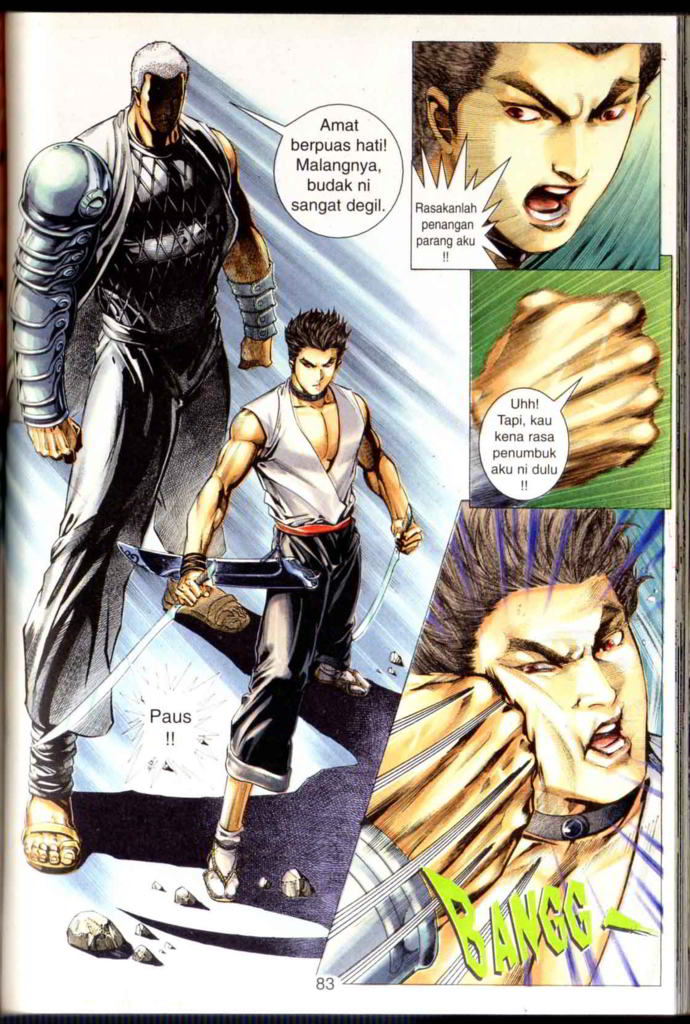 Amat
berpuas hati!
Malangnya,
budak ni
sangat degil.
Rasakanlah
penangan
parang aku
!!
Uhh!
Tapi, kau
kena rasa
penumbuk
aku ni dulu
!!
Paus
!!
BANGG-
83